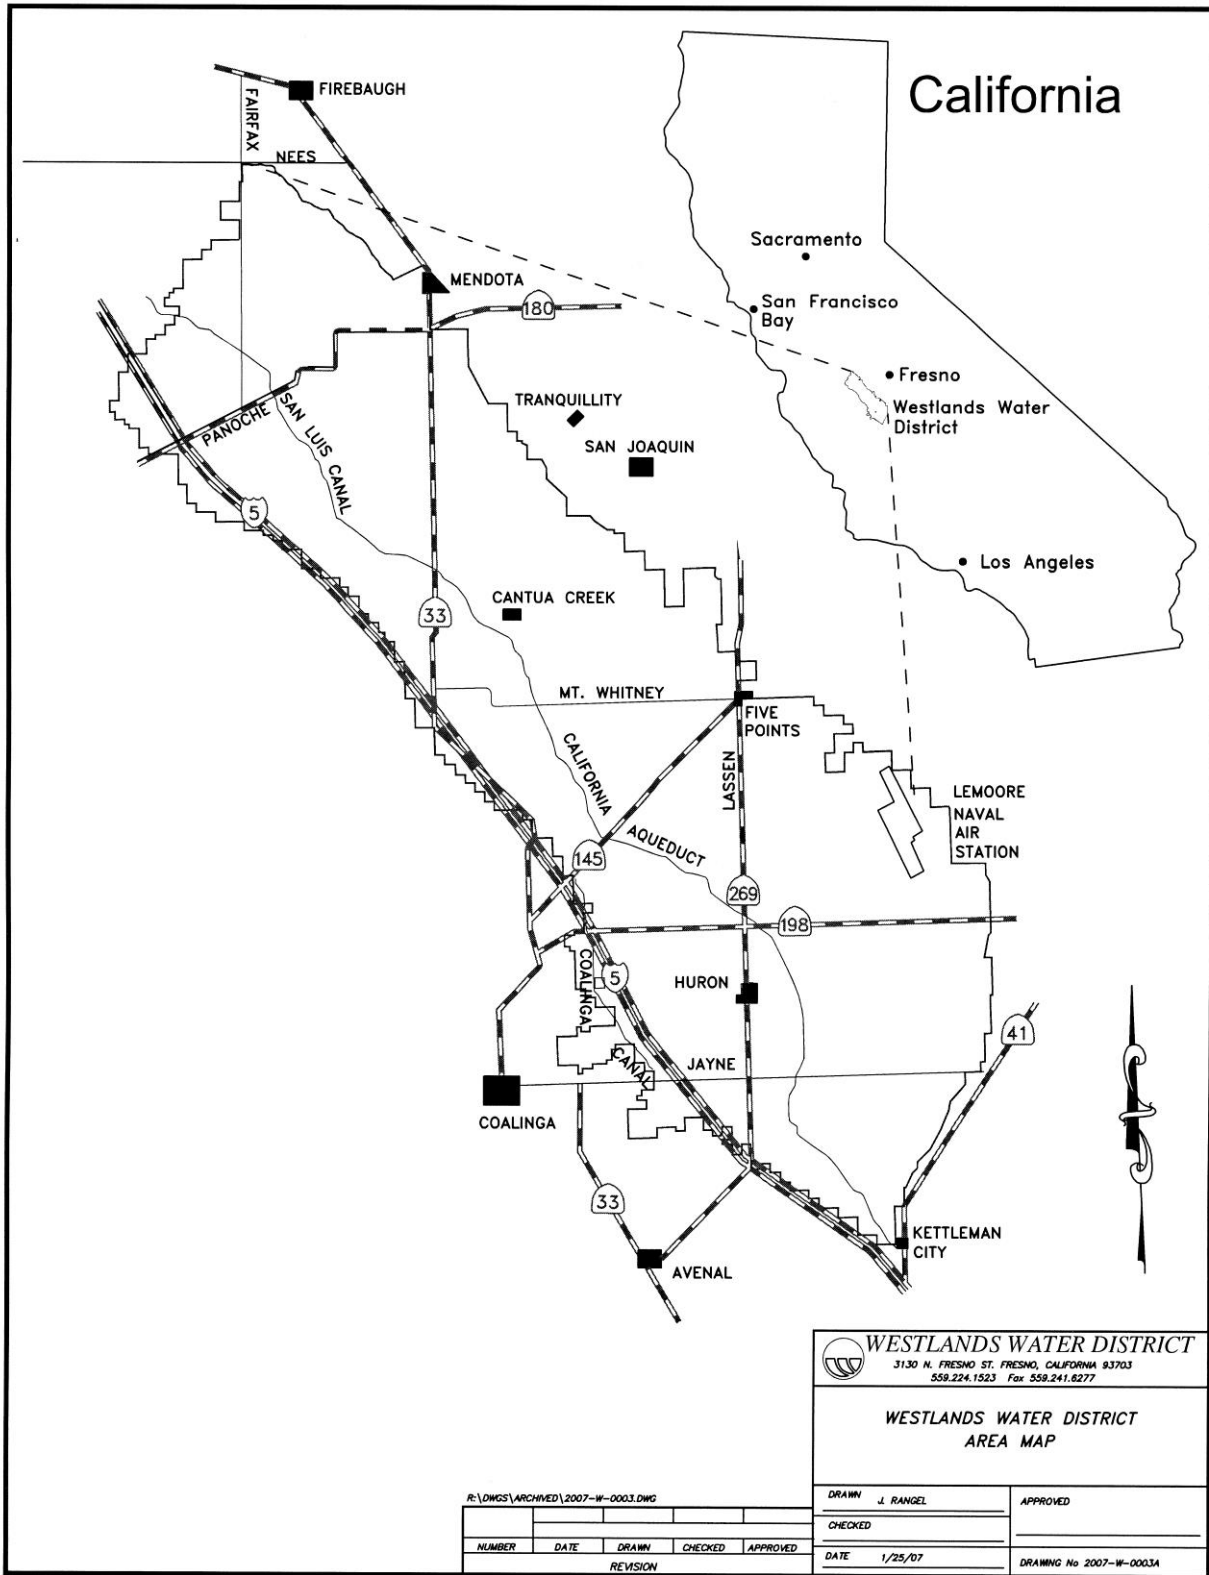 California
FIREBAUGH
FAIRFAX
NEES
MENDOTA
180
Sacramento
San Francisco
Bay
Fresno
Westlands Water
District
Los Angeles
TRANQUILLITY
SAN JOAQUIN
PANOCHE
SAN LUIS CANAL
5
33
CANTUA CREEK
MT. WHITNEY
FIVE
POINTS
LASSEN
CALIFORNIA
AQUEDUCT
LEMOORE
NAVAL
AIR
STATION
145
269
198
COALINGA
CANAL
5
HURON
41
JAYNE
COALINGA
33
AVENAL
KETTLEMAN
CITY
WESTLANDS WATER DISTRICT
3130 N. FRESNO ST. FRESNO, CALIFORNIA 93703
559.224.1523 Fax 559.241.6277
WESTLANDS WATER DISTRICT
AREA MAP
R:\DWGS\ARCHIVED\2007-W-0003.DWG
NUMBER DATE DRAWN CHECKED APPROVED
REVISION
DRAWN J. RANGEL
APPROVED
CHECKED
DATE 1/25/07
DRAWING No 2007-W-0003A